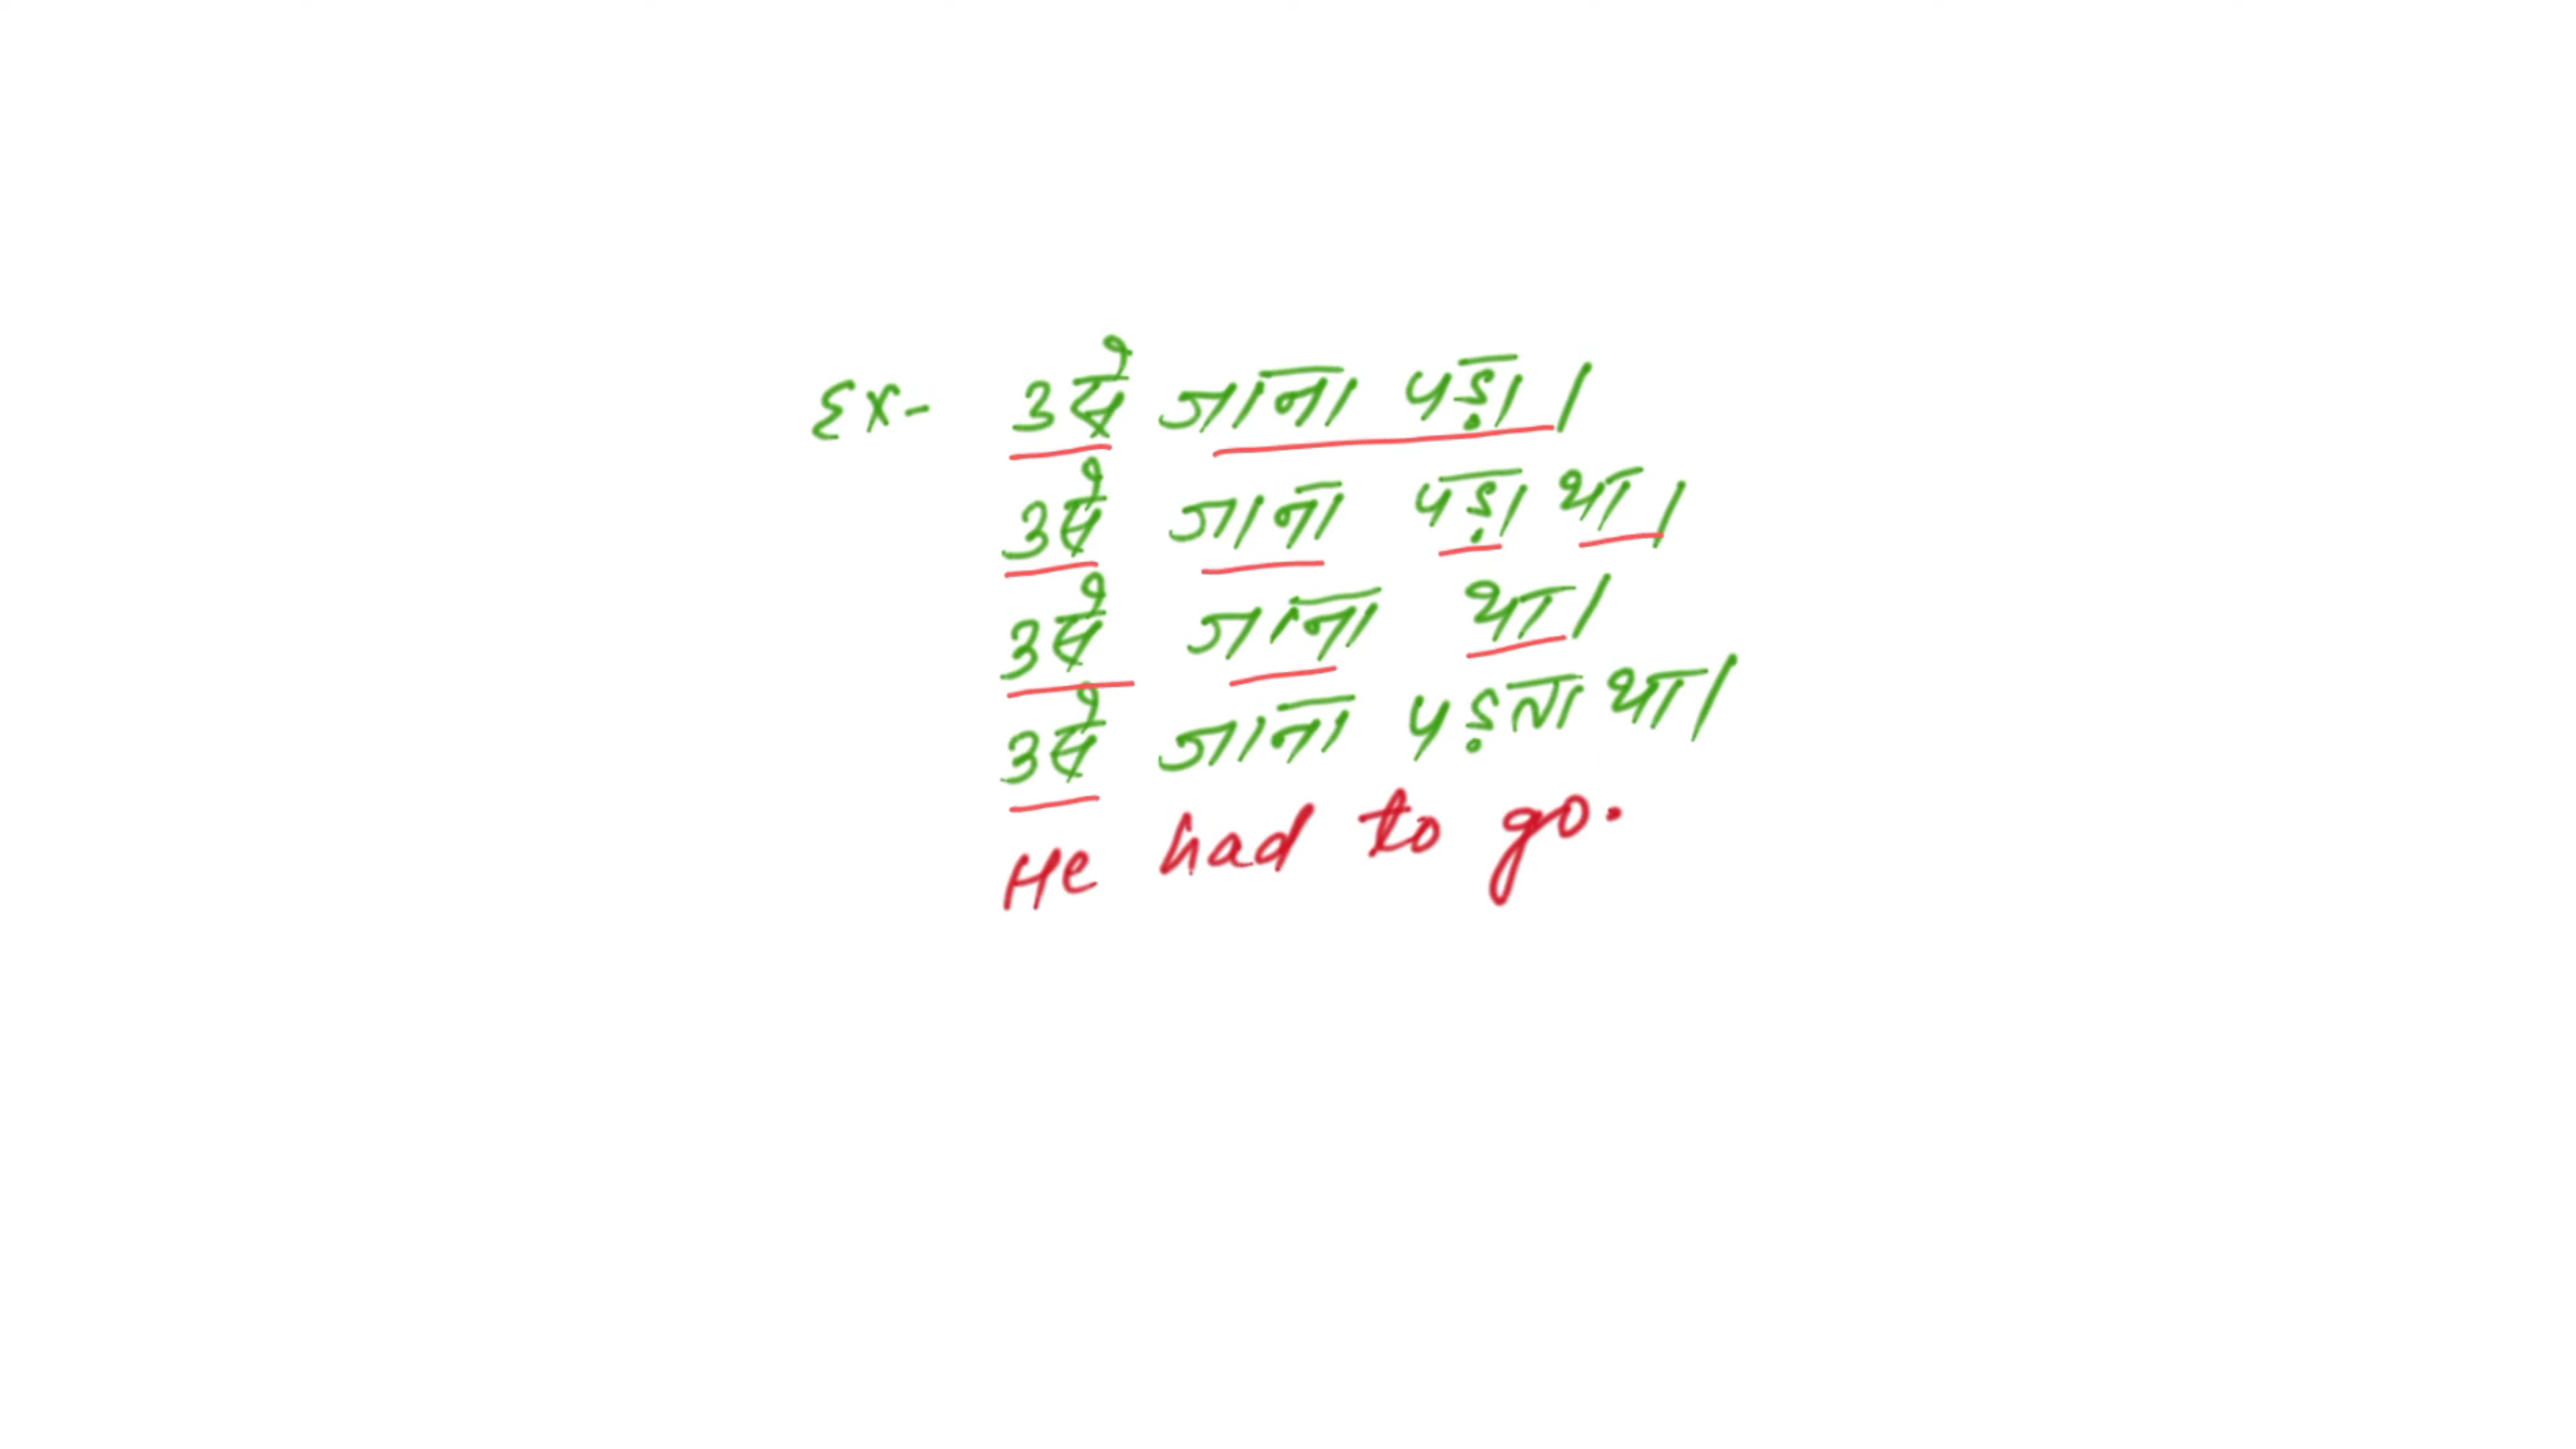 Ex- उसे जाना पड़ा।
उसे जाना पड़ा था।
उसे जाना था।
उसे जाना पड़ता था।
He had to go.